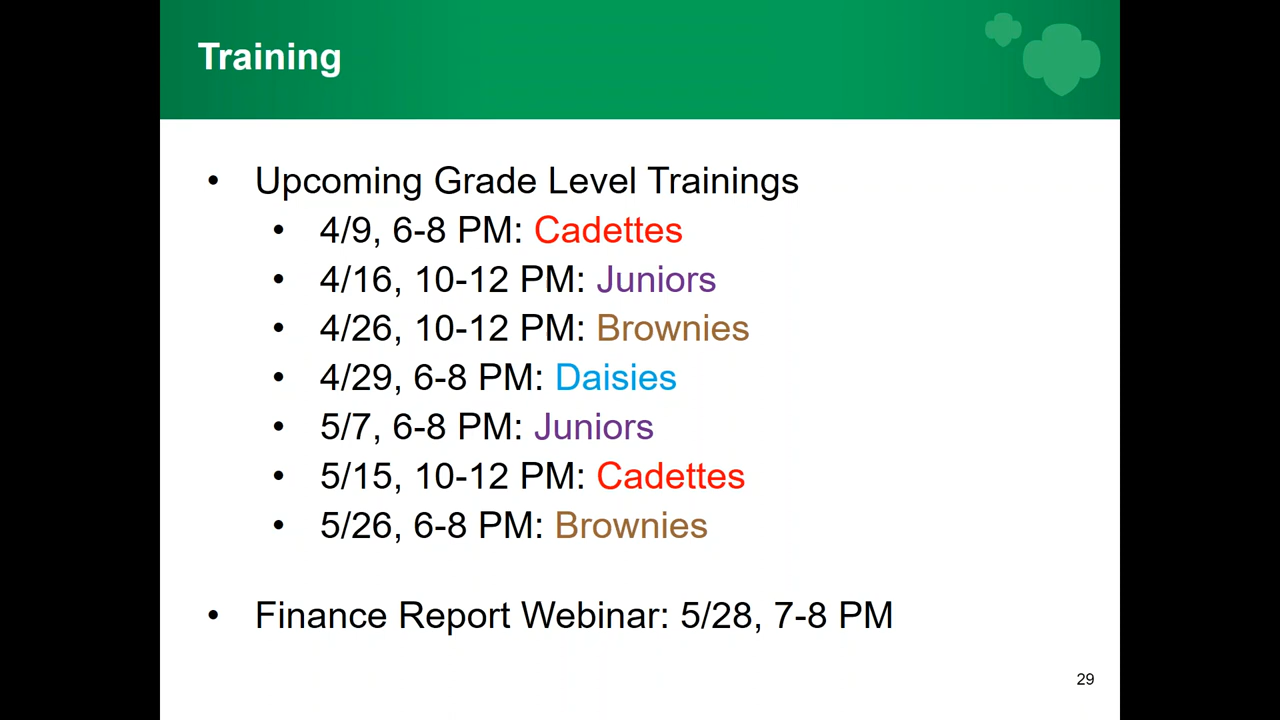 Training
• Upcoming Grade Level Trainings
• 4/9, 6-8 PM: Cadettes
• 4/16, 10-12 PM: Juniors
• 4/26, 10-12 PM: Brownies
• 4/29, 6-8 PM: Daisies
• 5/7, 6-8 PM: Juniors
• 5/15, 10-12 PM: Cadettes
• 5/26, 6-8 PM: Brownies
• Finance Report Webinar: 5/28, 7-8 PM
29